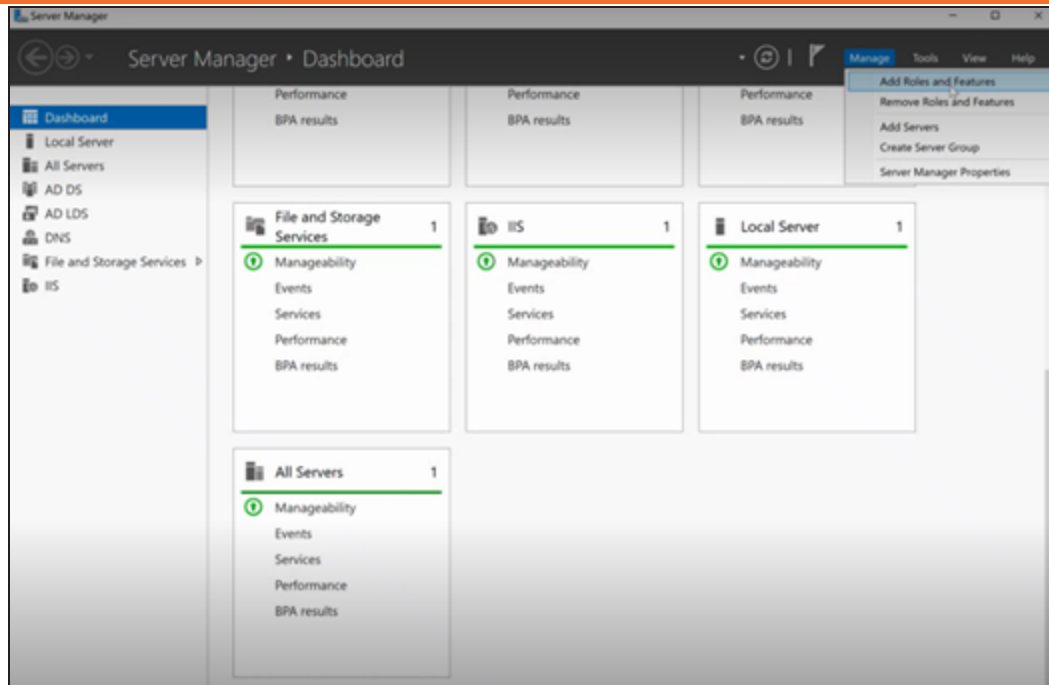 Server Manager
Server Manager • Dashboard
Manage Tools View Help
Add Roles and Features
Remove Roles and Features
Add Servers
Create Server Group
Server Manager Properties
Dashboard
Local Server
All Servers
AD DS
AD LDS
DNS
File and Storage Services
IIS
Performance
BPA results
Performance
BPA results
Performance
BPA results
File and Storage Services 1
Manageability
Events
Services
Performance
BPA results
IIS 1
Manageability
Events
Services
Performance
BPA results
Local Server 1
Manageability
Events
Services
Performance
BPA results
All Servers 1
Manageability
Events
Services
Performance
BPA results